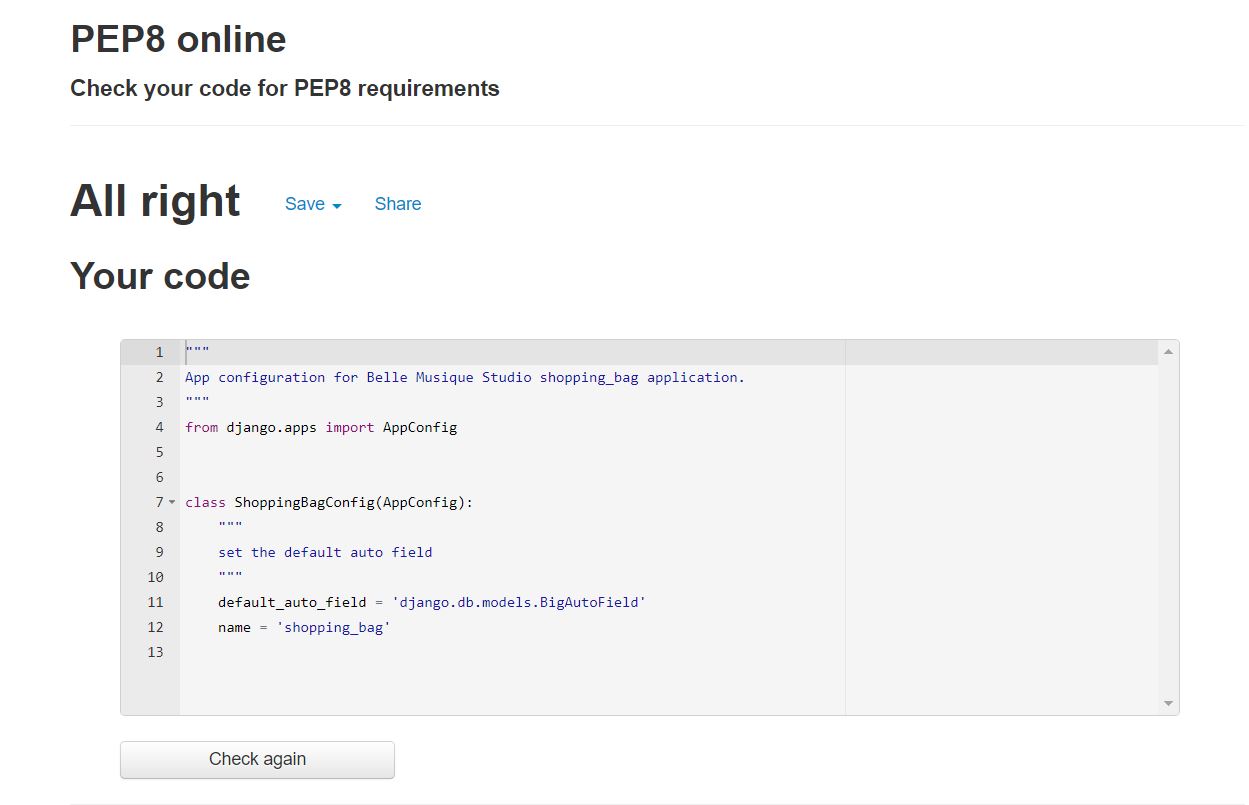 PEP8 online
Check your code for PEP8 requirements
All right Save Share
Your code
1 """
2 App configuration for Belle Musique Studio shopping_bag application.
3 """
4 from django.apps import AppConfig
5
6
7 class ShoppingBagConfig(AppConfig):
8     """
9     set the default auto field
10     """
11     default_auto_field = 'django.db.models.BigAutoField'
12     name = 'shopping_bag'
13
Check again